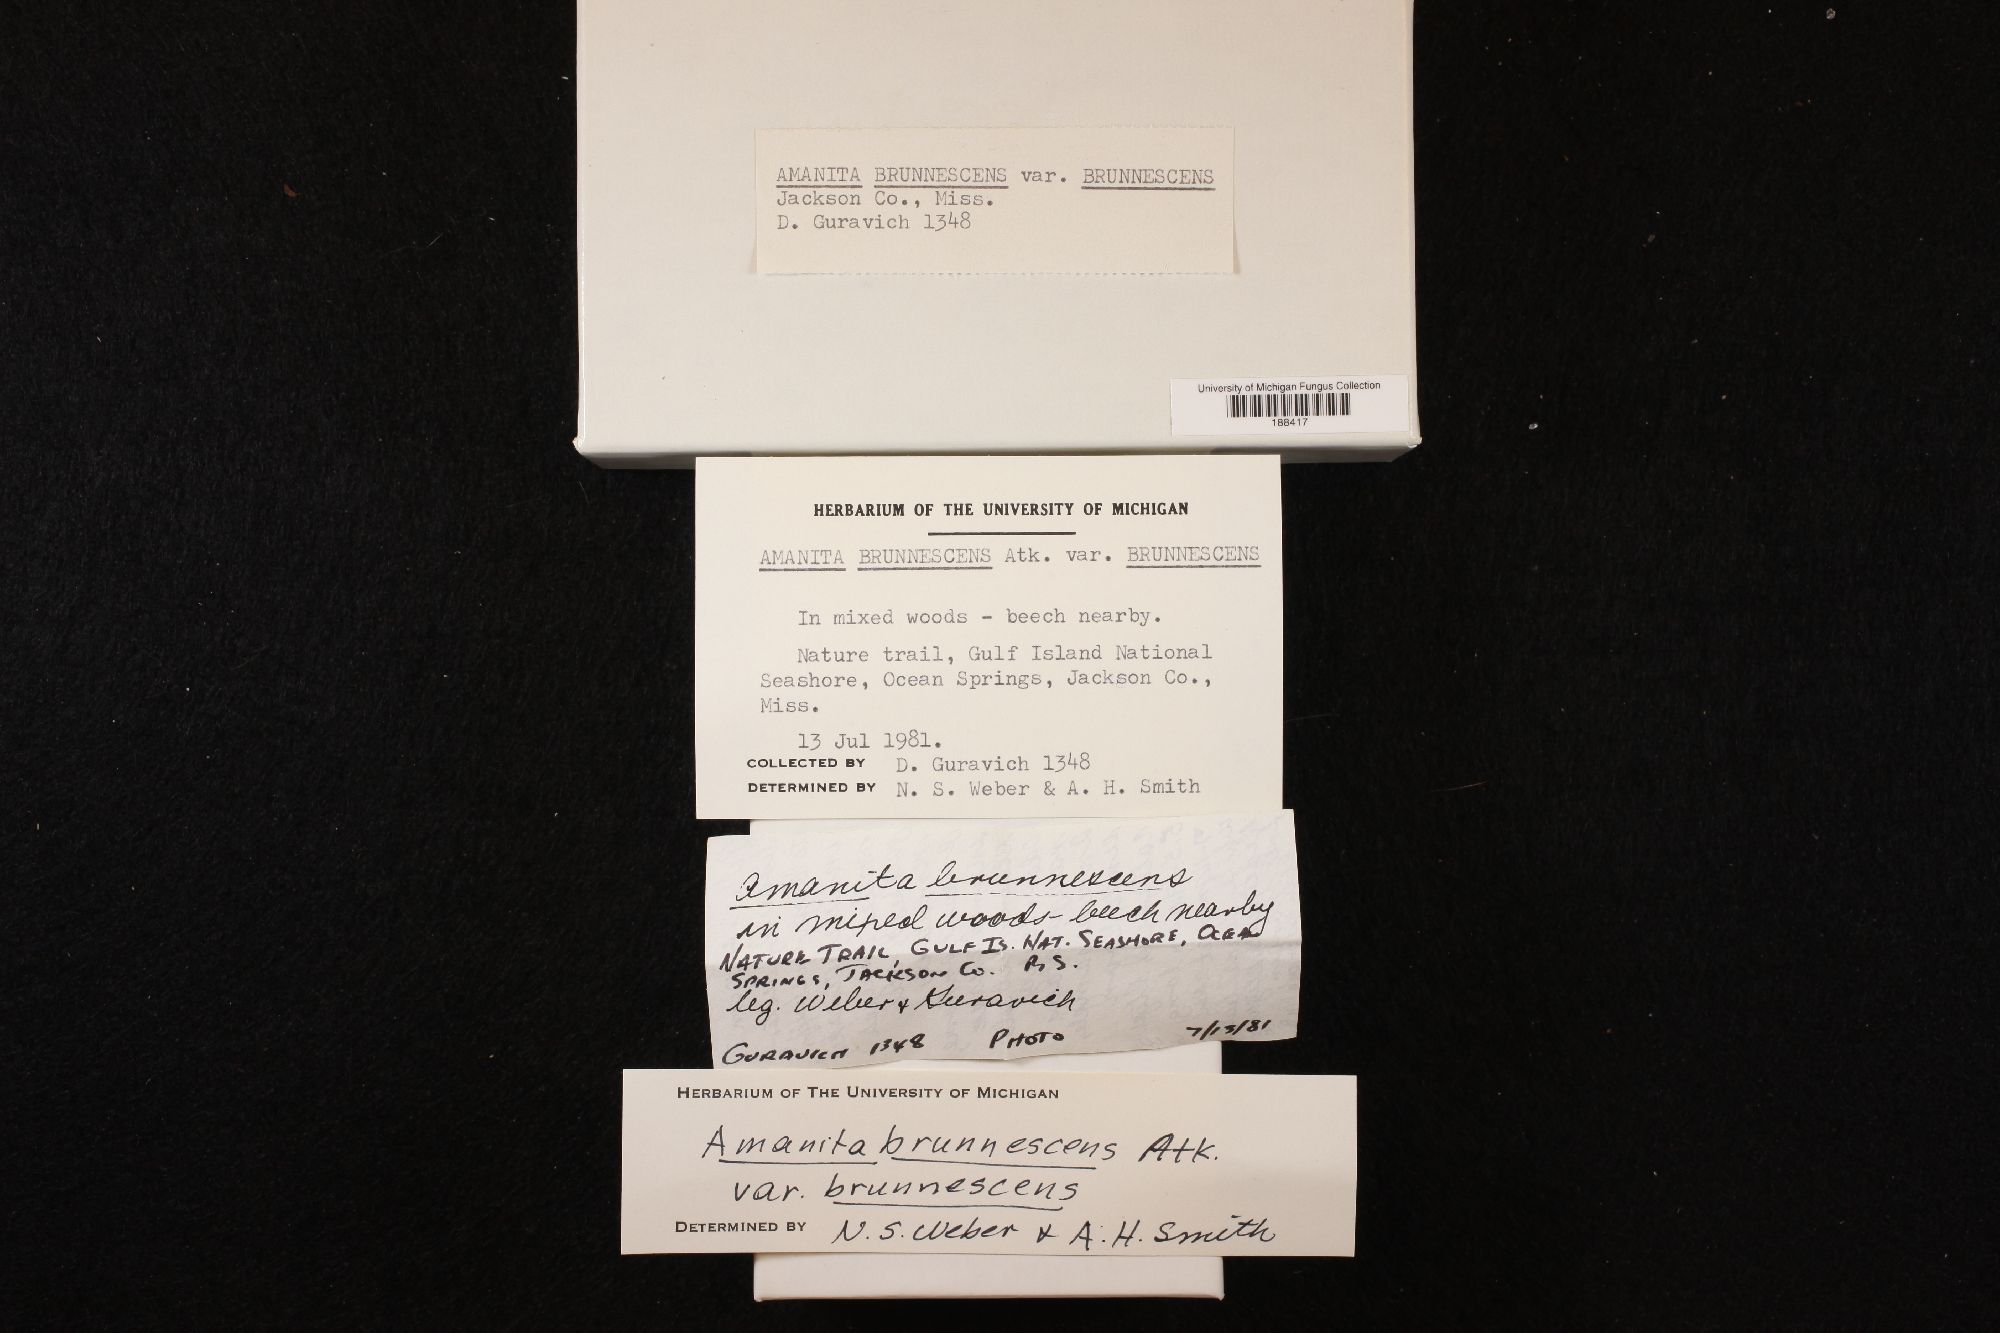 AMANITA BRUNNESCENS var. BRUNNESCENS
Jackson Co., Miss.
D. Guravich 1348
University of Michigan Fungus Collection
188417
HERBARIUM OF THE UNIVERSITY OF MICHIGAN
AMANITA BRUNNESCENS Atk. var. BRUNNESCENS
In mixed woods - beech nearby.
Nature trail, Gulf Island National
Seashore, Ocean Springs, Jackson Co.,
Miss.
13 Jul 1981.
COLLECTED BY D. Guravich 1348
DETERMINED BY N. S. Weber & A. H. Smith
Amanita brunnescens
in mixed woods - beech nearby
NATURE TRAIL, GULF IS. NAT. SEASHORE, OCEAN
SPRINGS, JACKSON CO.
leg. Weber & Guravich
GURAVICH 1348 PHOTO 7/13/81
HERBARIUM OF THE UNIVERSITY OF MICHIGAN
Amanita brunnescens Atk.
var. brunnescens
DETERMINED BY N. S. Weber & A. H. Smith